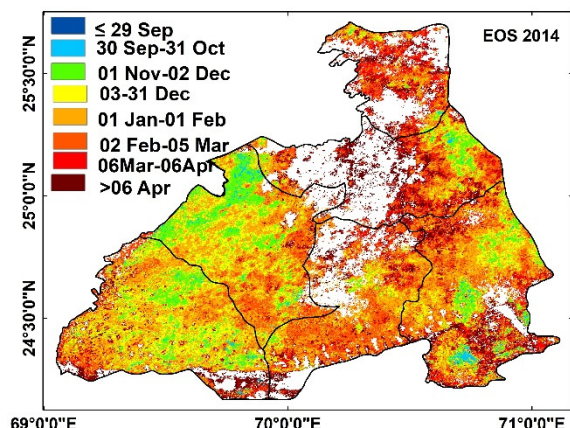 EOS 2014
≤ 29 Sep
30 Sep-31 Oct
01 Nov-02 Dec
03-31 Dec
01 Jan-01 Feb
02 Feb-05 Mar
06Mar-06Apr
>06 Apr
25°30'0"N
25°0'0"N
24°30'0"N
69°0'0"E
70°0'0"E
71°0'0"E